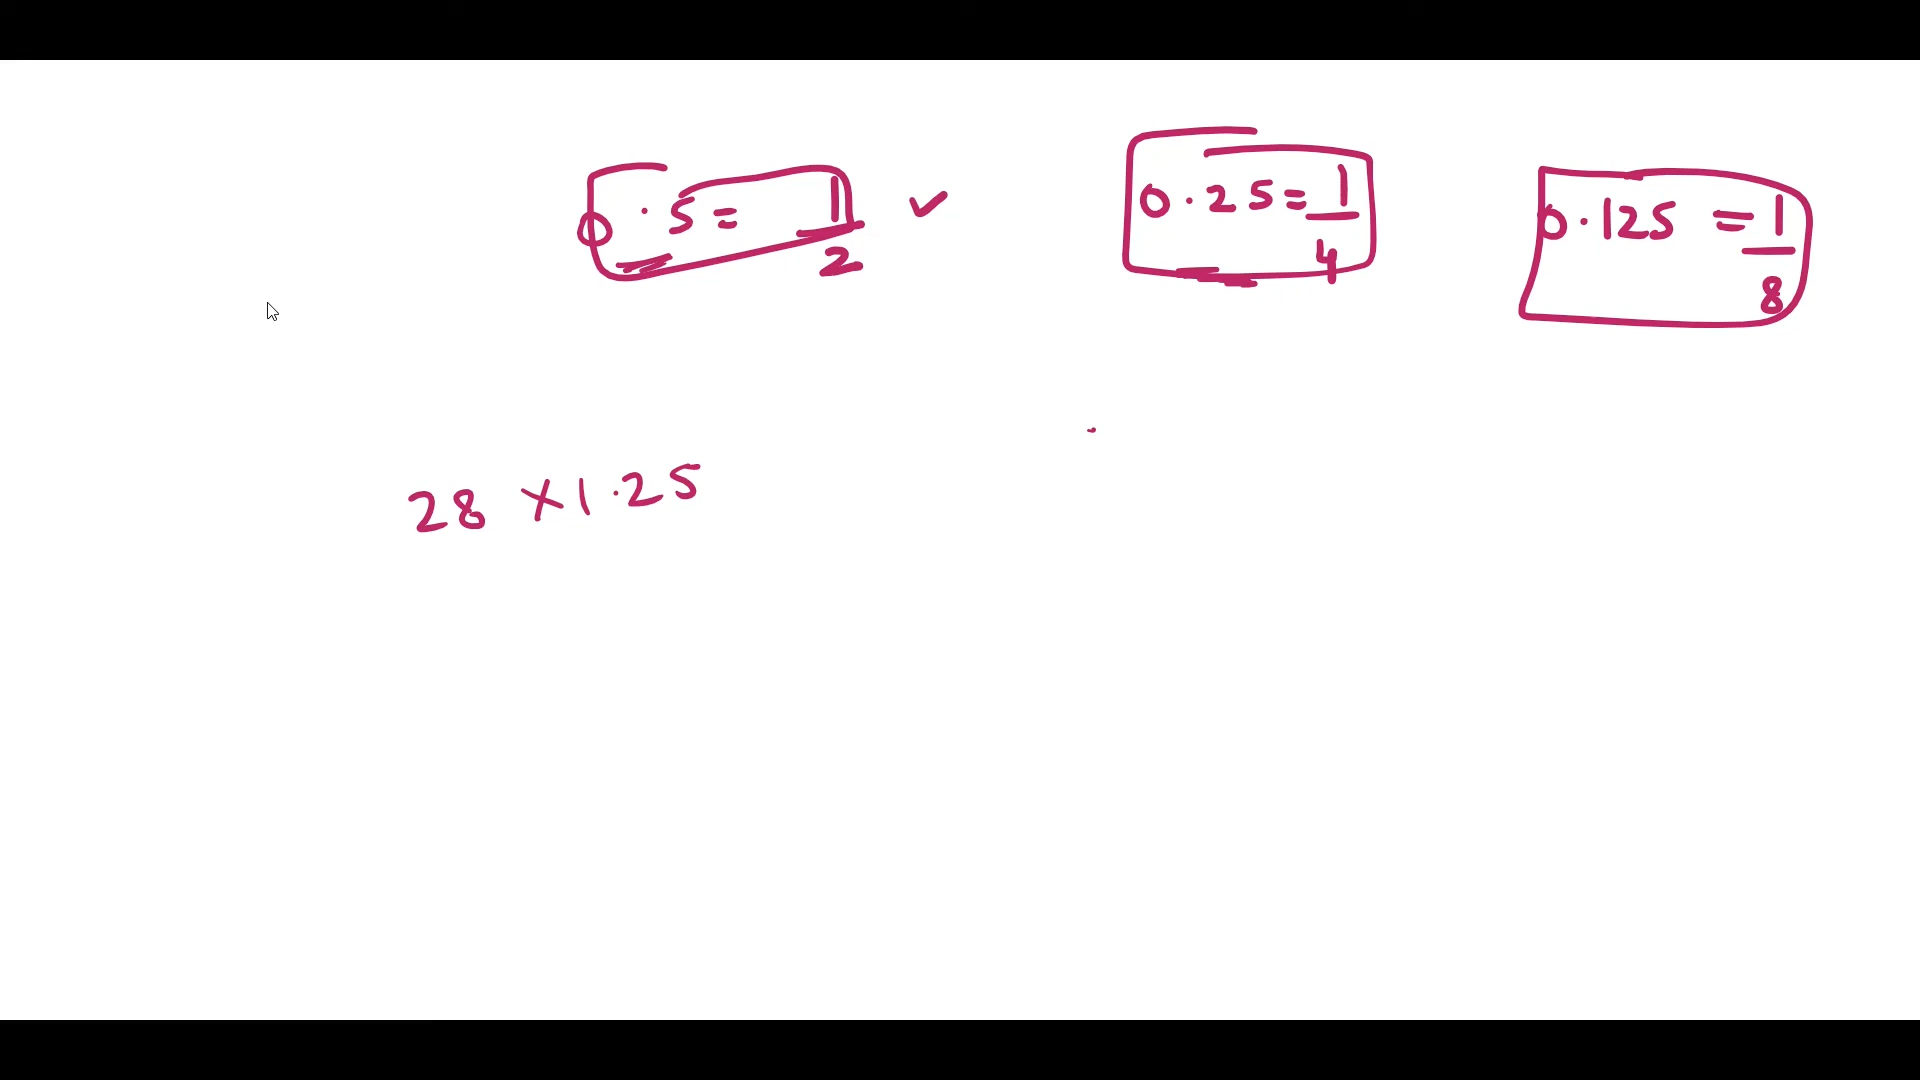 0.5 = 1/2
0.25 = 1/4
0.125 = 1/8
28 × 1.25